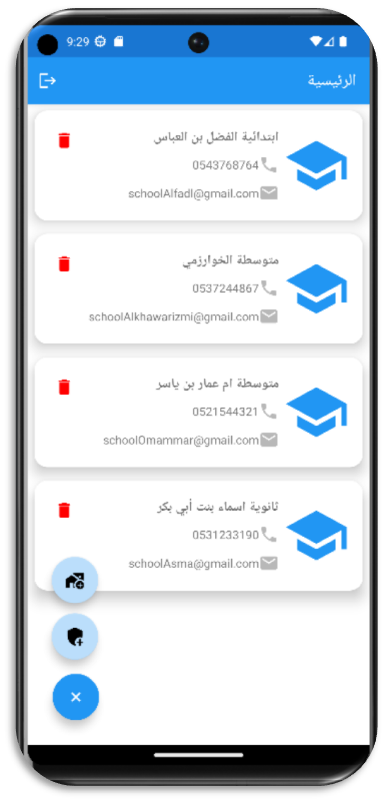 9:29
الرئيسية
ابتدائية الفضل بن العباس
0543768764
schoolAlfadl@gmail.com
متوسطة الخوارزمي
0537244867
schoolAlkhawarizmi@gmail.com
متوسطة ام عمار بن ياسر
0521544321
schoolOmammar@gmail.com
ثانوية اسماء بنت أبي بكر
0531233190
schoolAsma@gmail.com